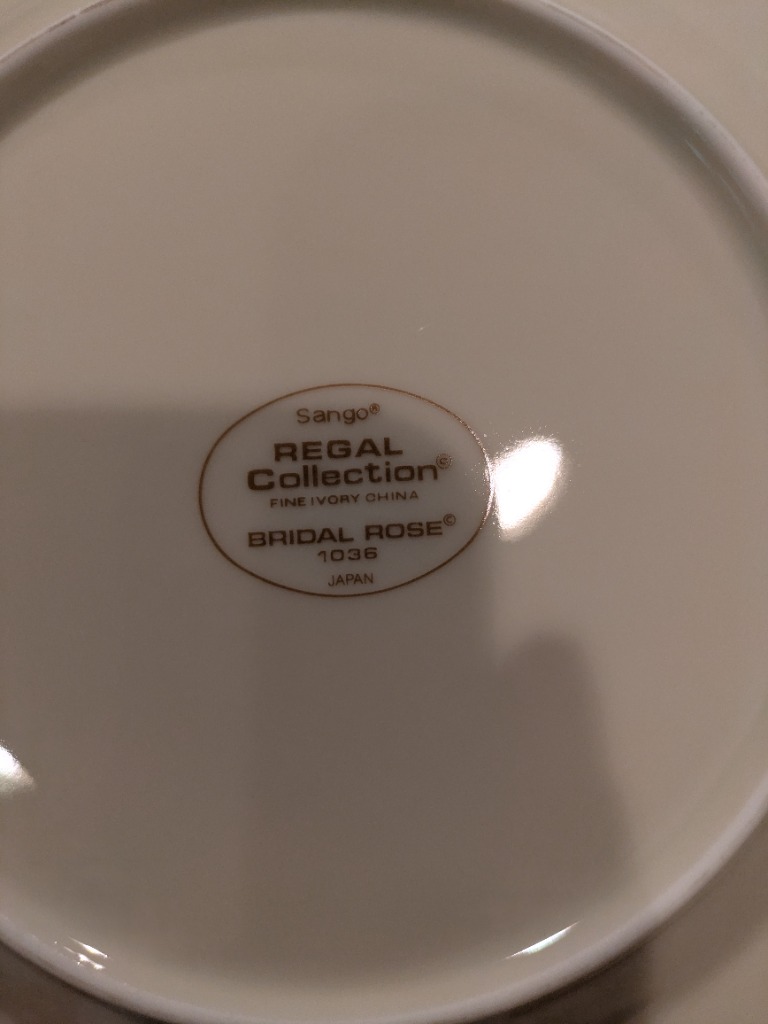 Sango®
REGAL
Collection©
FINE IVORY CHINA
BRIDAL ROSE©
1036
JAPAN